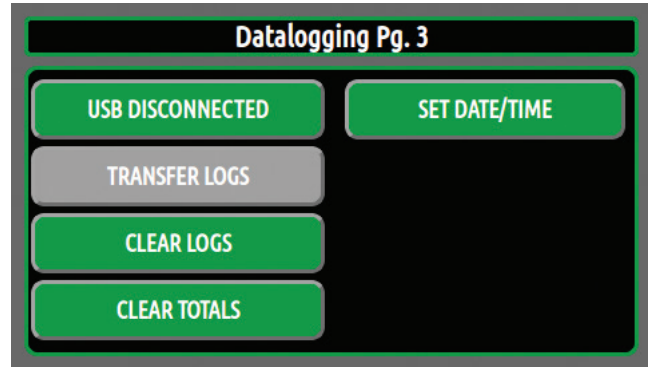 Datalogging Pg. 3
USB DISCONNECTED
SET DATE/TIME
TRANSFER LOGS
CLEAR LOGS
CLEAR TOTALS